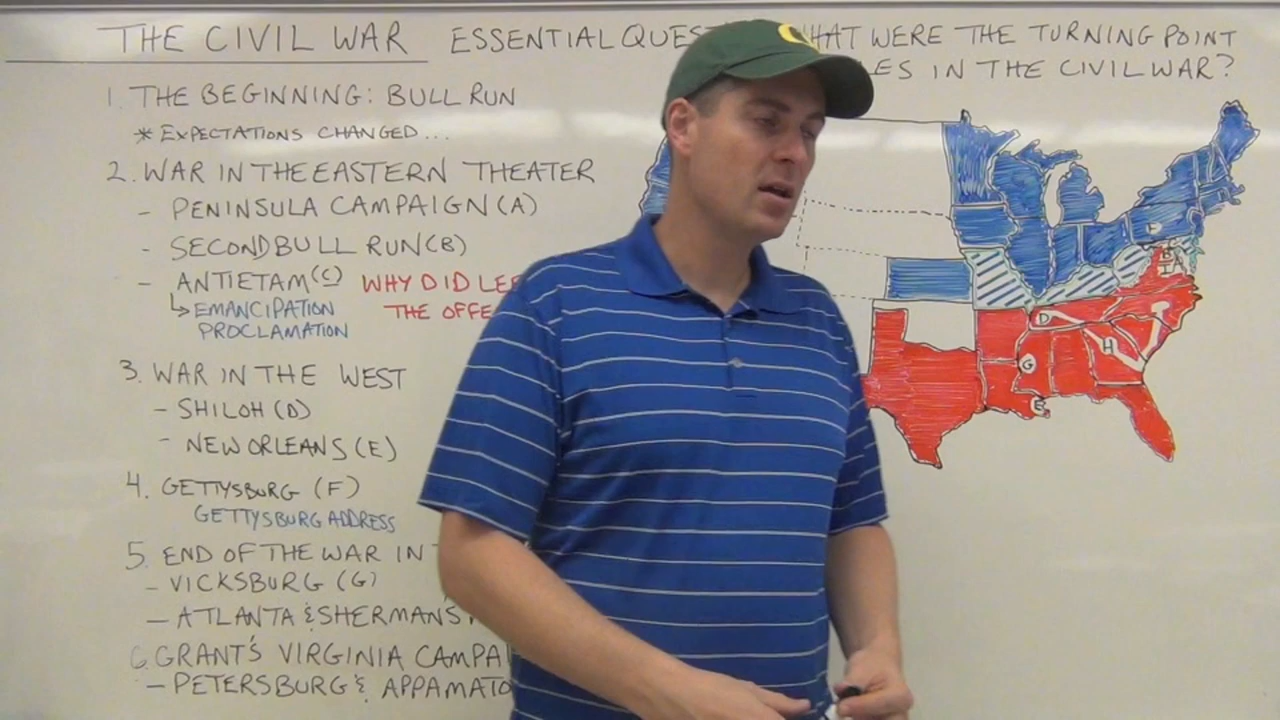 THE CIVIL WAR ESSENTIAL QUES HAT WERE THE TURNING POINT
LES IN THE CIVIL WAR?
1. THE BEGINNING: BULL RUN
* EXPECTATIONS CHANGED...
2. WAR IN THE EASTERN THEATER
- PENINSULA CAMPAIGN (A)
- SECOND BULL RUN (B)
- ANTIETAM (C) WHY DID LEE
EMANCIPATION THE OFFE
PROCLAMATION
3. WAR IN THE WEST
- SHILOH (D)
- NEW ORLEANS (E)
4. GETTYSBURG (F)
GETTYSBURG ADDRESS
5. END OF THE WAR IN
- VICKSBURG (G)
- ATLANTA & SHERMANS
6. GRANT'S VIRGINIA CAMPA
- PETERSBURG & APPAMATO
D
H
G
E